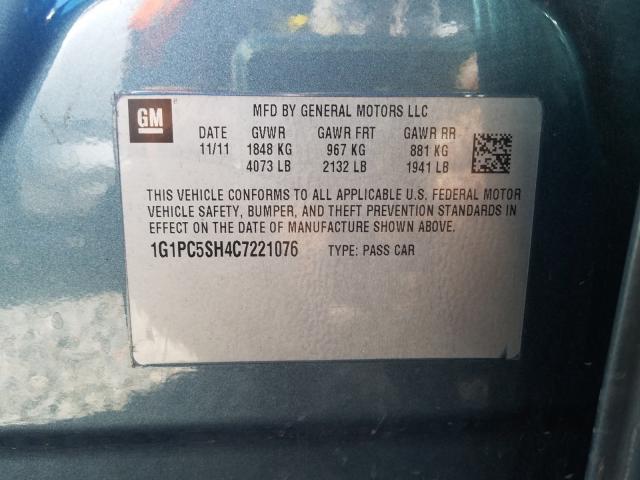 GM
MFD BY GENERAL MOTORS LLC
DATE GVWR GAWR FRT GAWR RR
11/11 1848 KG 967 KG 881 KG
4073 LB 2132 LB 1941 LB
THIS VEHICLE CONFORMS TO ALL APPLICABLE U.S. FEDERAL MOTOR
VEHICLE SAFETY, BUMPER, AND THEFT PREVENTION STANDARDS IN
EFFECT ON THE DATE OF MANUFACTURE SHOWN ABOVE.
1G1PC5SH4C7221076 TYPE: PASS CAR